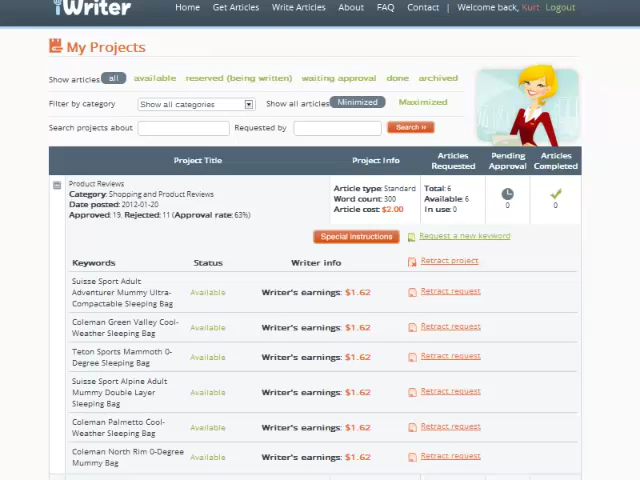 iWriter
Home Get Articles Write Articles About FAQ Contact | Welcome back, Kurt Logout
My Projects
Show articles all available reserved (being written) waiting approval done archived
Filter by category Show all categories Show all articles Minimized Maximized
Search projects about Requested by Search »
Project Title Project Info Articles Requested Pending Approval Articles Completed
Product Reviews
Category: Shopping and Product Reviews
Date posted: 2012-01-20
Approved: 19, Rejected: 11 (Approval rate: 63%)
Article type: Standard
Word count: 300
Article cost: $2.00
Total: 6
Available: 6
In use: 0
0
0
Special Instructions Request a new keyword
Keywords Status Writer info Retract project
Suisse Sport Adult
Adventurer Mummy Ultra-
Compactable Sleeping Bag
Available Writer's earnings: $1.62 Retract request
Coleman Green Valley Cool-
Weather Sleeping Bag
Available Writer's earnings: $1.62 Retract request
Teton Sports Mammoth 0-
Degree Sleeping Bag
Available Writer's earnings: $1.62 Retract request
Suisse Sport Alpine Adult
Mummy Double Layer
Sleeping Bag
Available Writer's earnings: $1.62 Retract request
Coleman Palmetto Cool-
Weather Sleeping Bag
Available Writer's earnings: $1.62 Retract request
Coleman North Rim 0-Degree
Mummy Bag
Available Writer's earnings: $1.62 Retract request